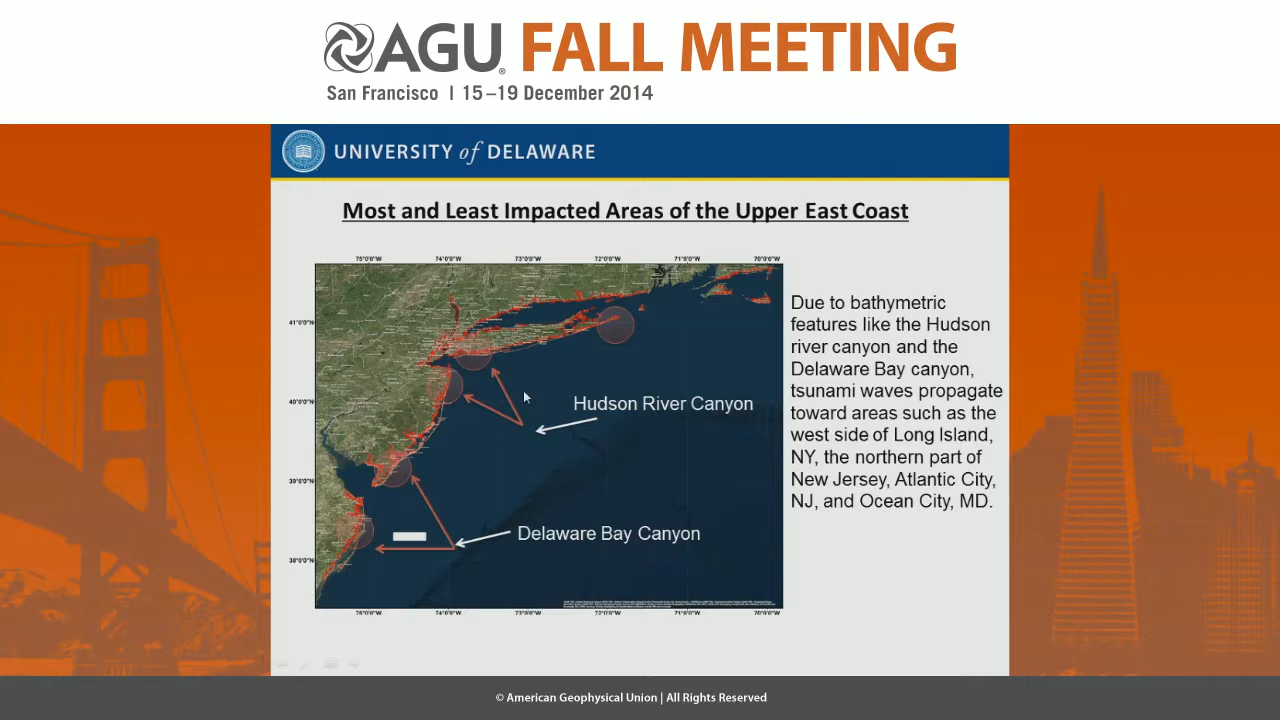 AGU FALL MEETING
San Francisco | 15–19 December 2014
UNIVERSITY of DELAWARE
Most and Least Impacted Areas of the Upper East Coast
75°0'0"W 74°0'0"W 73°0'0"W 72°0'0"W 71°0'0"W 70°0'0"W
41°0'0"N
40°0'0"N
39°0'0"N
38°0'0"N
Hudson River Canyon
Delaware Bay Canyon
75°0'0"W 74°0'0"W 73°0'0"W 72°0'0"W 71°0'0"W 70°0'0"W
Due to bathymetric
features like the Hudson
river canyon and the
Delaware Bay canyon,
tsunami waves propagate
toward areas such as the
west side of Long Island,
NY, the northern part of
New Jersey, Atlantic City,
NJ, and Ocean City, MD.
© American Geophysical Union | All Rights Reserved